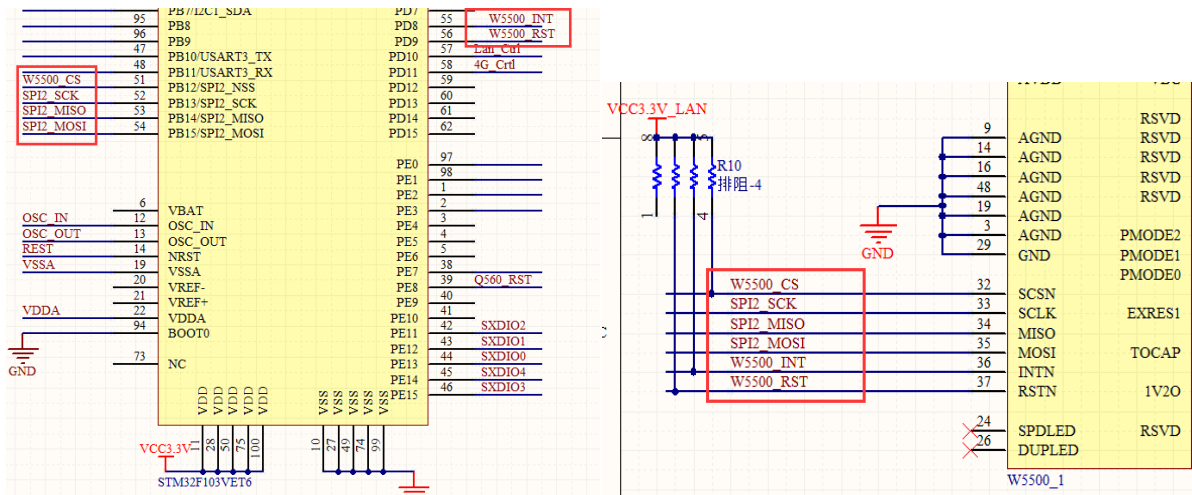 PB7/I2C1_SDA
PD7
95
PB8
PD8
55
W5500_INT
96
PB9
PD9
56
W5500_RST
47
PB10/USART3_TX
PD10
57
Lan_Ctrl
48
PB11/USART3_RX
PD11
58
4G_Crtl
W5500_CS
51
PB12/SPI2_NSS
PD12
59
SPI2_SCK
52
PB13/SPI2_SCK
PD13
60
SPI2_MISO
53
PB14/SPI2_MISO
PD14
61
SPI2_MOSI
54
PB15/SPI2_MOSI
PD15
62
PE0
97
PE1
98
PE2
1
6
VBAT
PE3
2
OSC_IN
12
OSC_IN
PE4
3
OSC_OUT
13
OSC_OUT
PE5
4
REST
14
NRST
PE6
5
VSSA
19
VSSA
PE7
38
20
VREF-
PE8
39
Q560_RST
21
VREF+
PE9
40
VDDA
22
VDDA
PE10
41
94
BOOT0
PE11
42
SXDIO2
PE12
43
SXDIO1
73
NC
PE13
44
SXDIO0
PE14
45
SXDIO4
PE15
46
SXDIO3
GND
VDD
VDD
VDD
VDD
VDD
VSS
VSS
VSS
VSS
VSS
VCC3.3V
11
28
50
75
100
10
27
49
74
99
STM32F103VET6
VCC3.3V_LAN
8
5
R10
排阻-4
1
4
GND
RSVD
9
AGND
RSVD
14
AGND
RSVD
16
AGND
RSVD
48
AGND
RSVD
19
AGND
3
AGND
PMODE2
29
GND
PMODE1
PMODE0
W5500_CS
32
SCSN
SPI2_SCK
33
SCLK
EXRES1
SPI2_MISO
34
MISO
SPI2_MOSI
35
MOSI
TOCAP
W5500_INT
36
INTN
W5500_RST
37
RSTN
1V2O
24
SPDLED
RSVD
26
DUPLED
W5500_1